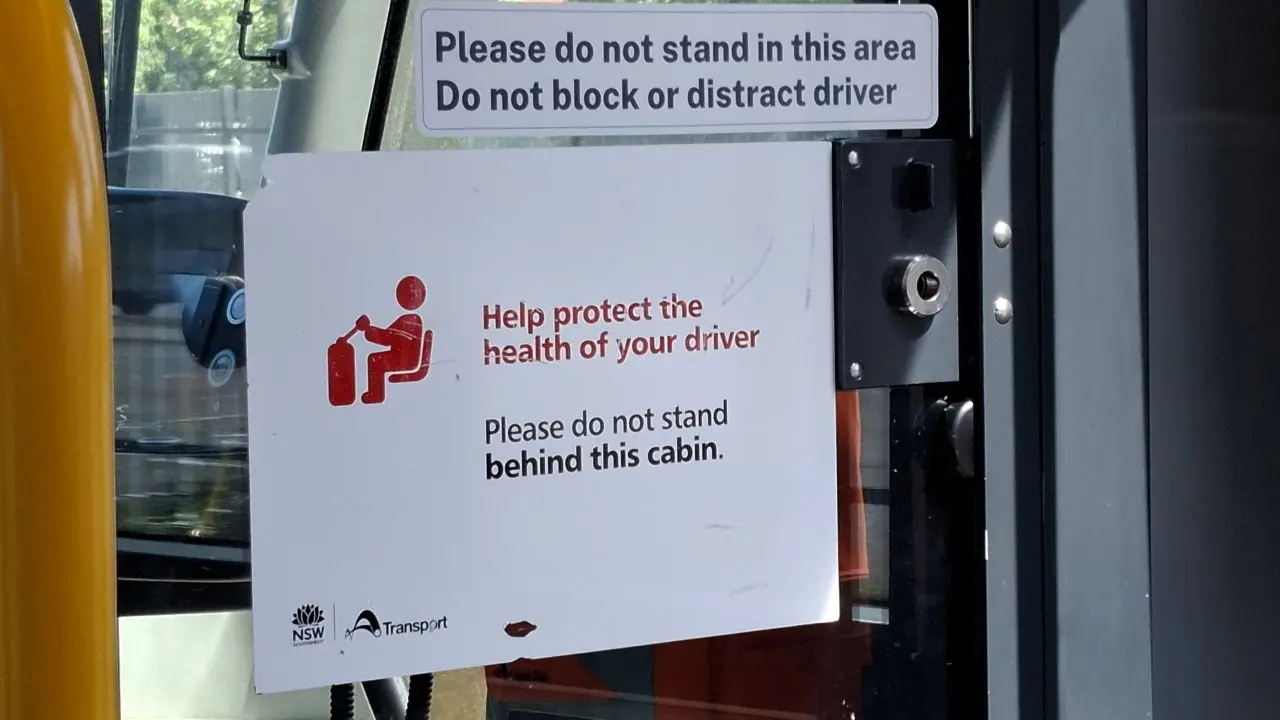 Please do not stand in this area
Do not block or distract driver
Help protect the
health of your driver
Please do not stand
behind this cabin.
NSW
GOVERNMENT
Transport